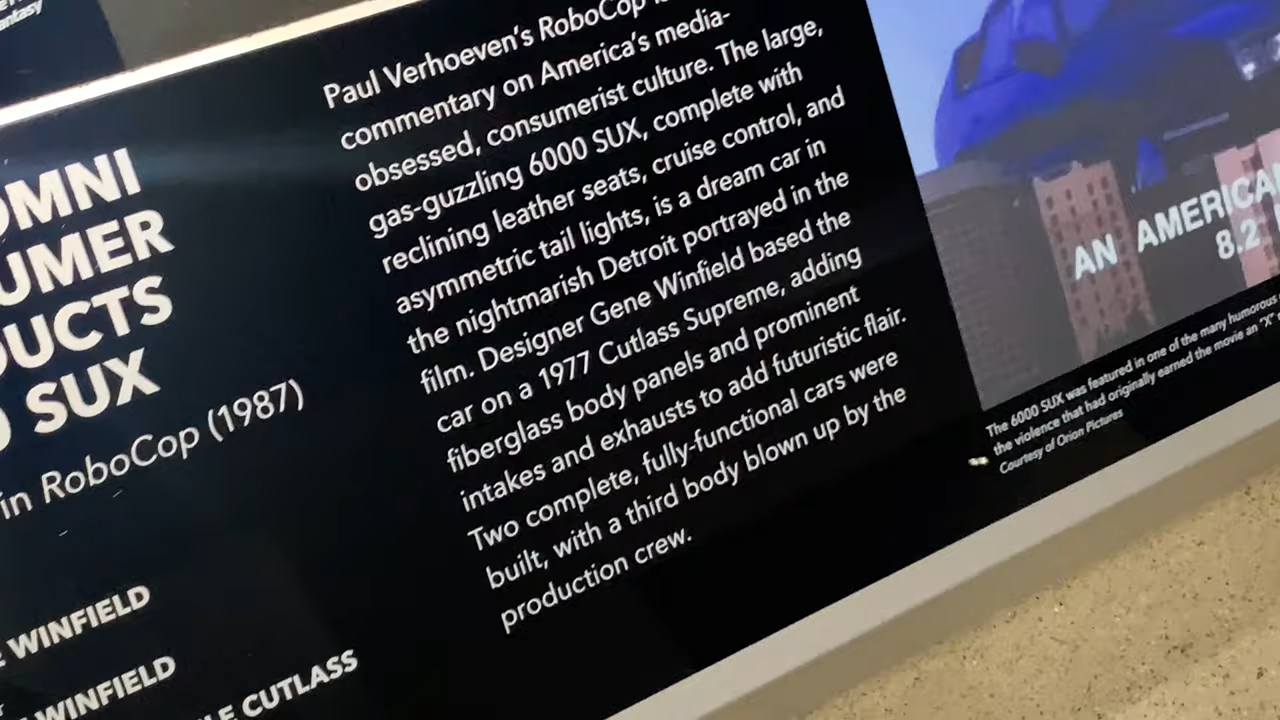 OMNI
UMER
DUCTS
SUX
in RoboCop (1987)
WINFIELD
WINFIELD
CUTLASS
Paul Verhoeven's RoboCop
commentary on America's media-
obsessed, consumerist culture. The large,
gas-guzzling 6000 SUX, complete with
reclining leather seats, cruise control, and
asymmetric tail lights, is a dream car in
the nightmarish Detroit portrayed in the
film. Designer Gene Winfield based the
car on a 1977 Cutlass Supreme, adding
fiberglass body panels and prominent
intakes and exhausts to add futuristic flair.
Two complete, fully-functional cars were
built, with a third body blown up by the
production crew.
AN AMERICA
8.2
The 6000 SUX was featured in one of the many humorous
the violence that had originally earned the movie an "X"
Courtesy of Orion Pictures